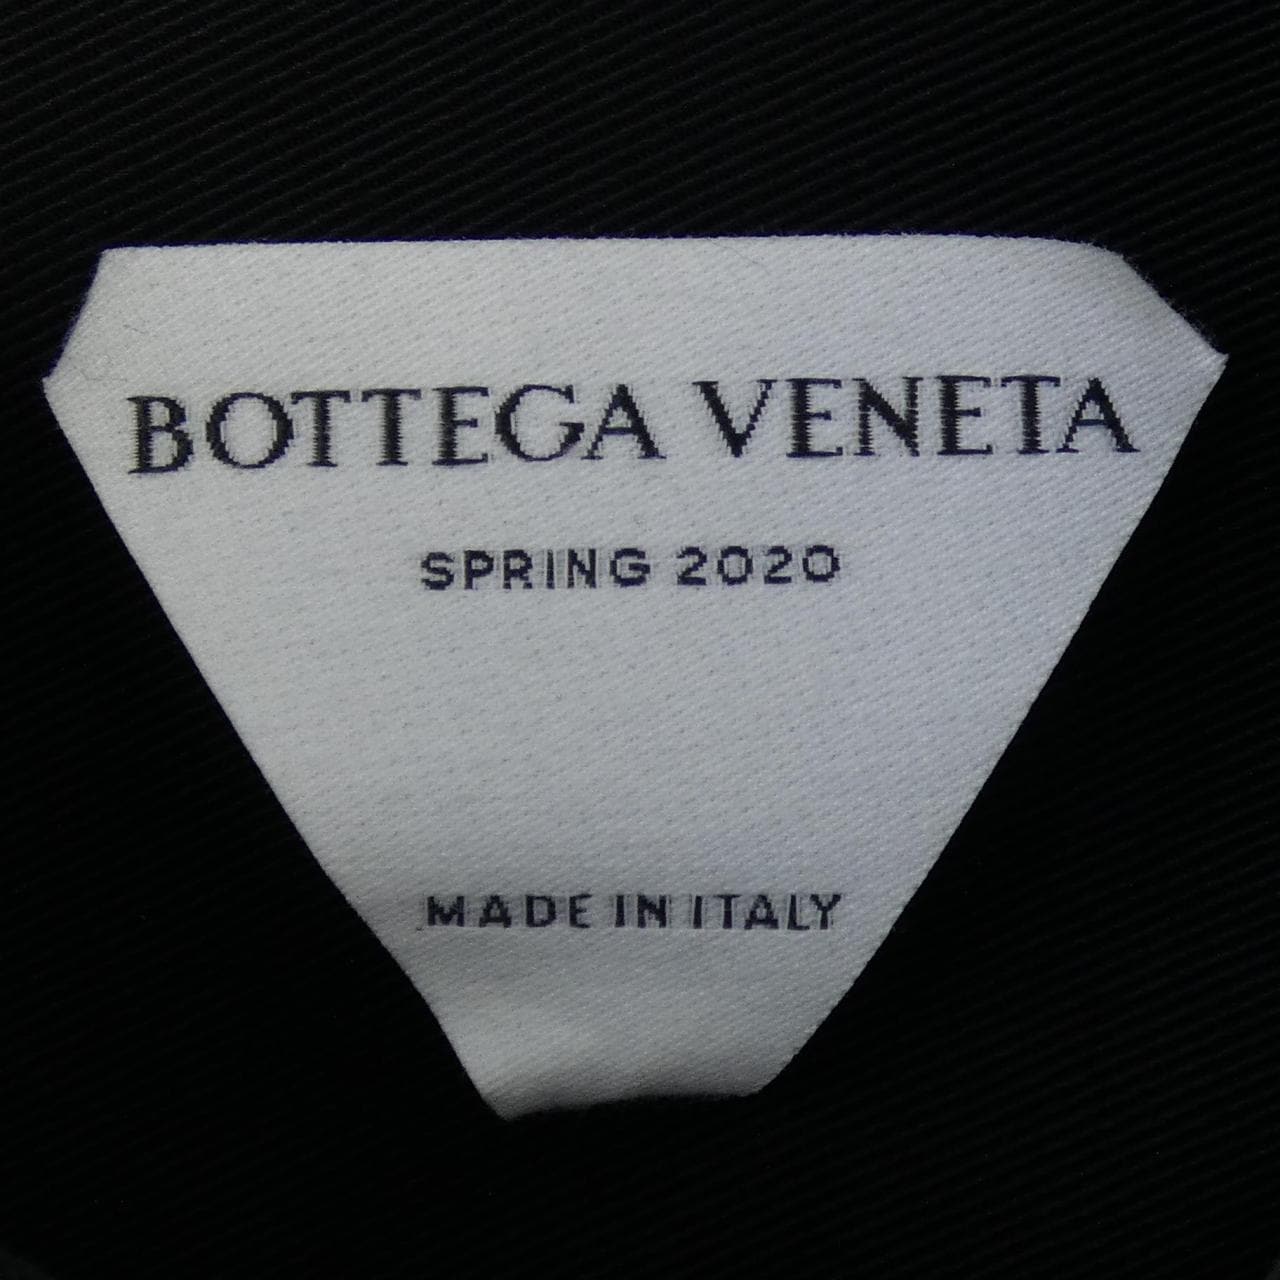 BOTTEGA VENETA
SPRING 2020
MADE IN ITALY